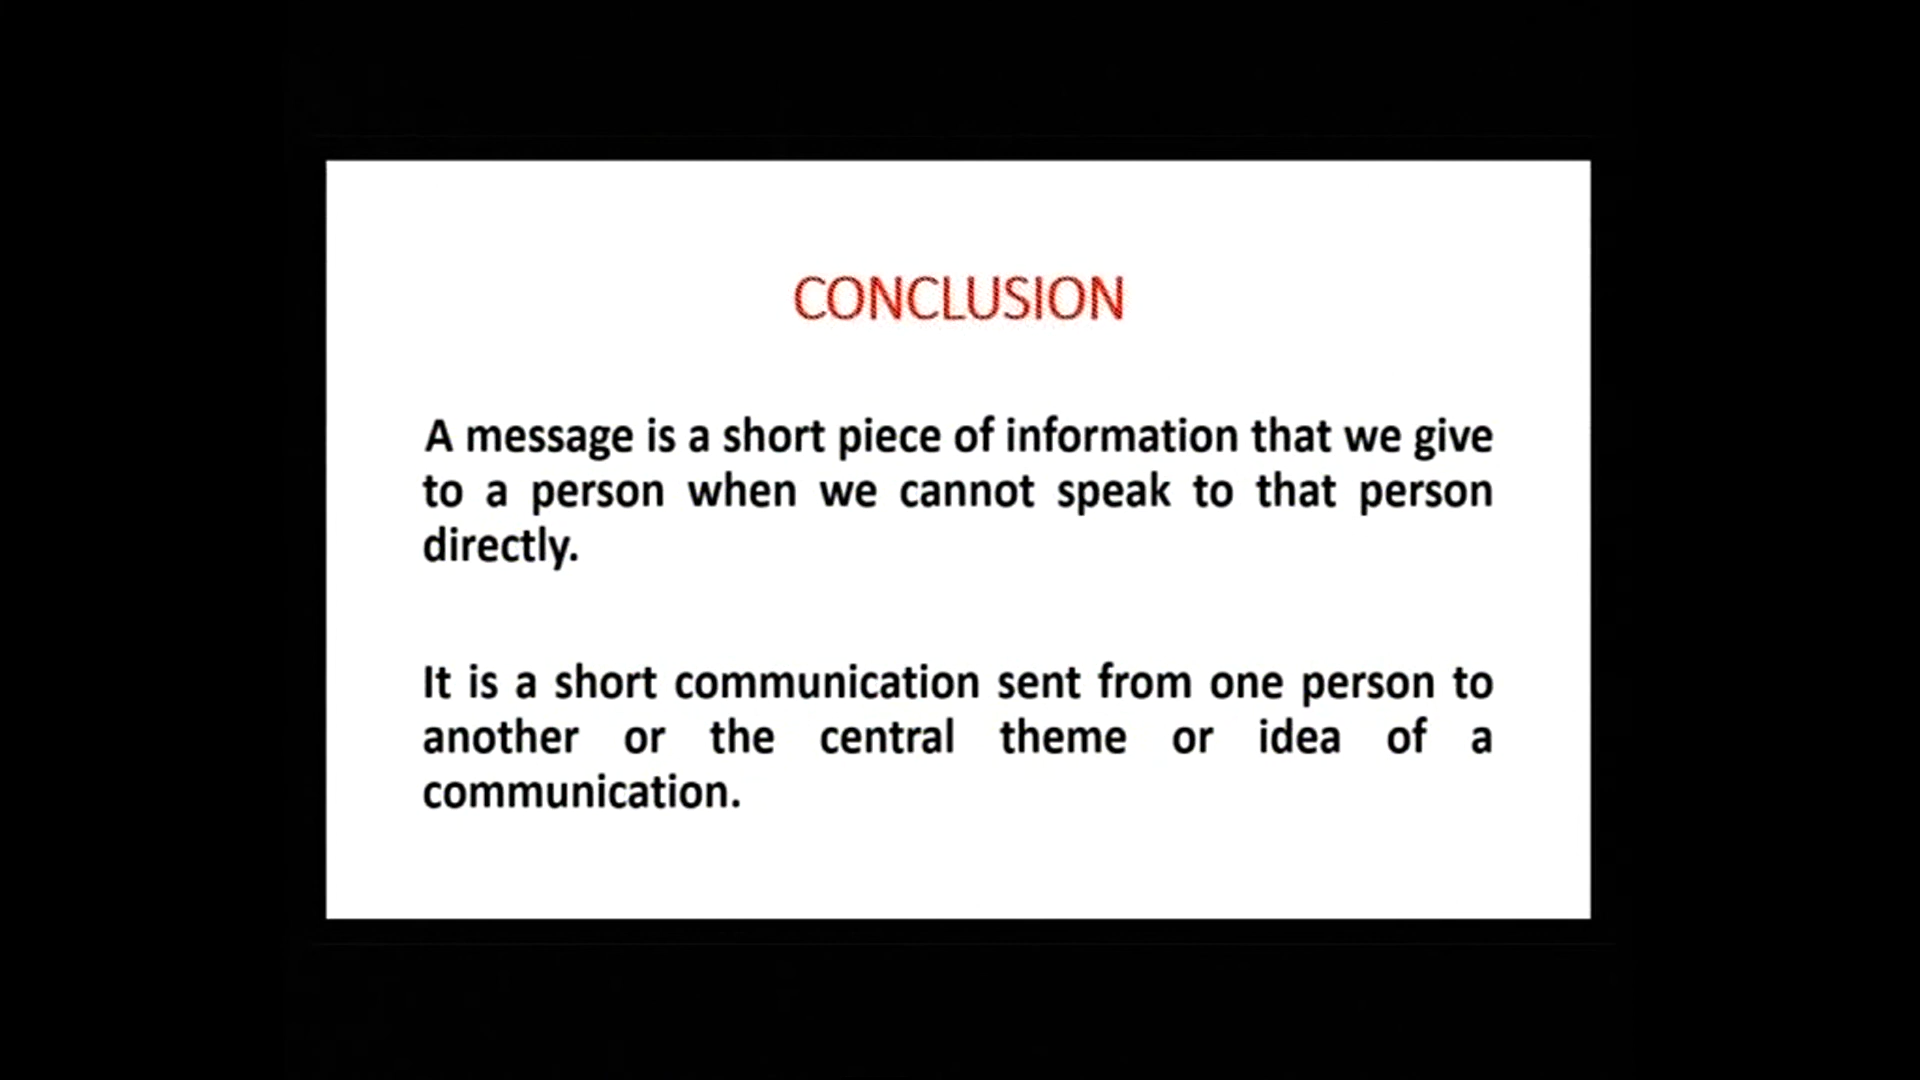 CONCLUSION
A message is a short piece of information that we give
to a person when we cannot speak to that person
directly.
It is a short communication sent from one person to
another or the central theme or idea of a
communication.